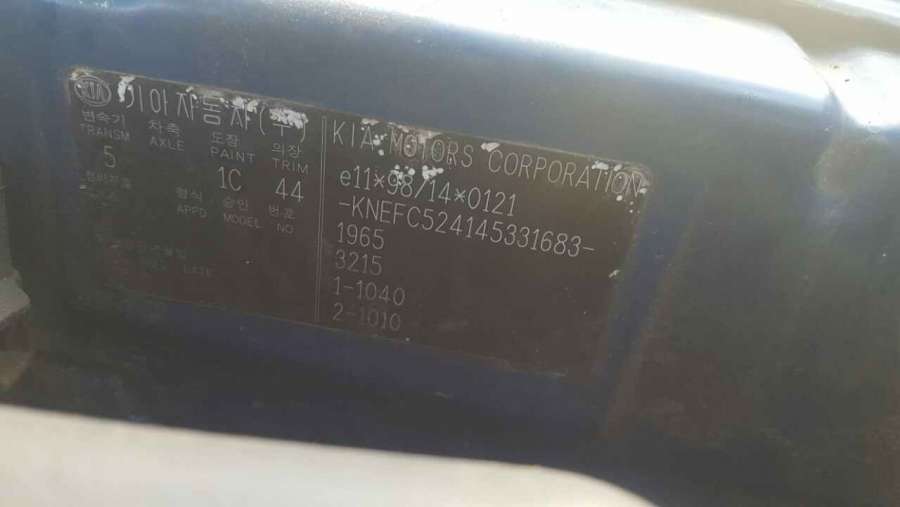 KIA 기아자동차(주)
변속기 차축 도장 의장
TRANSM AXLE PAINT TRIM
5 1C 44
형식 승인 번호
APPD MODEL NO
LATE
KIA MOTORS CORPORATION
e11*98/14*0121
-KNEFC524145331683-
1965
3215
1-1040
2-1010